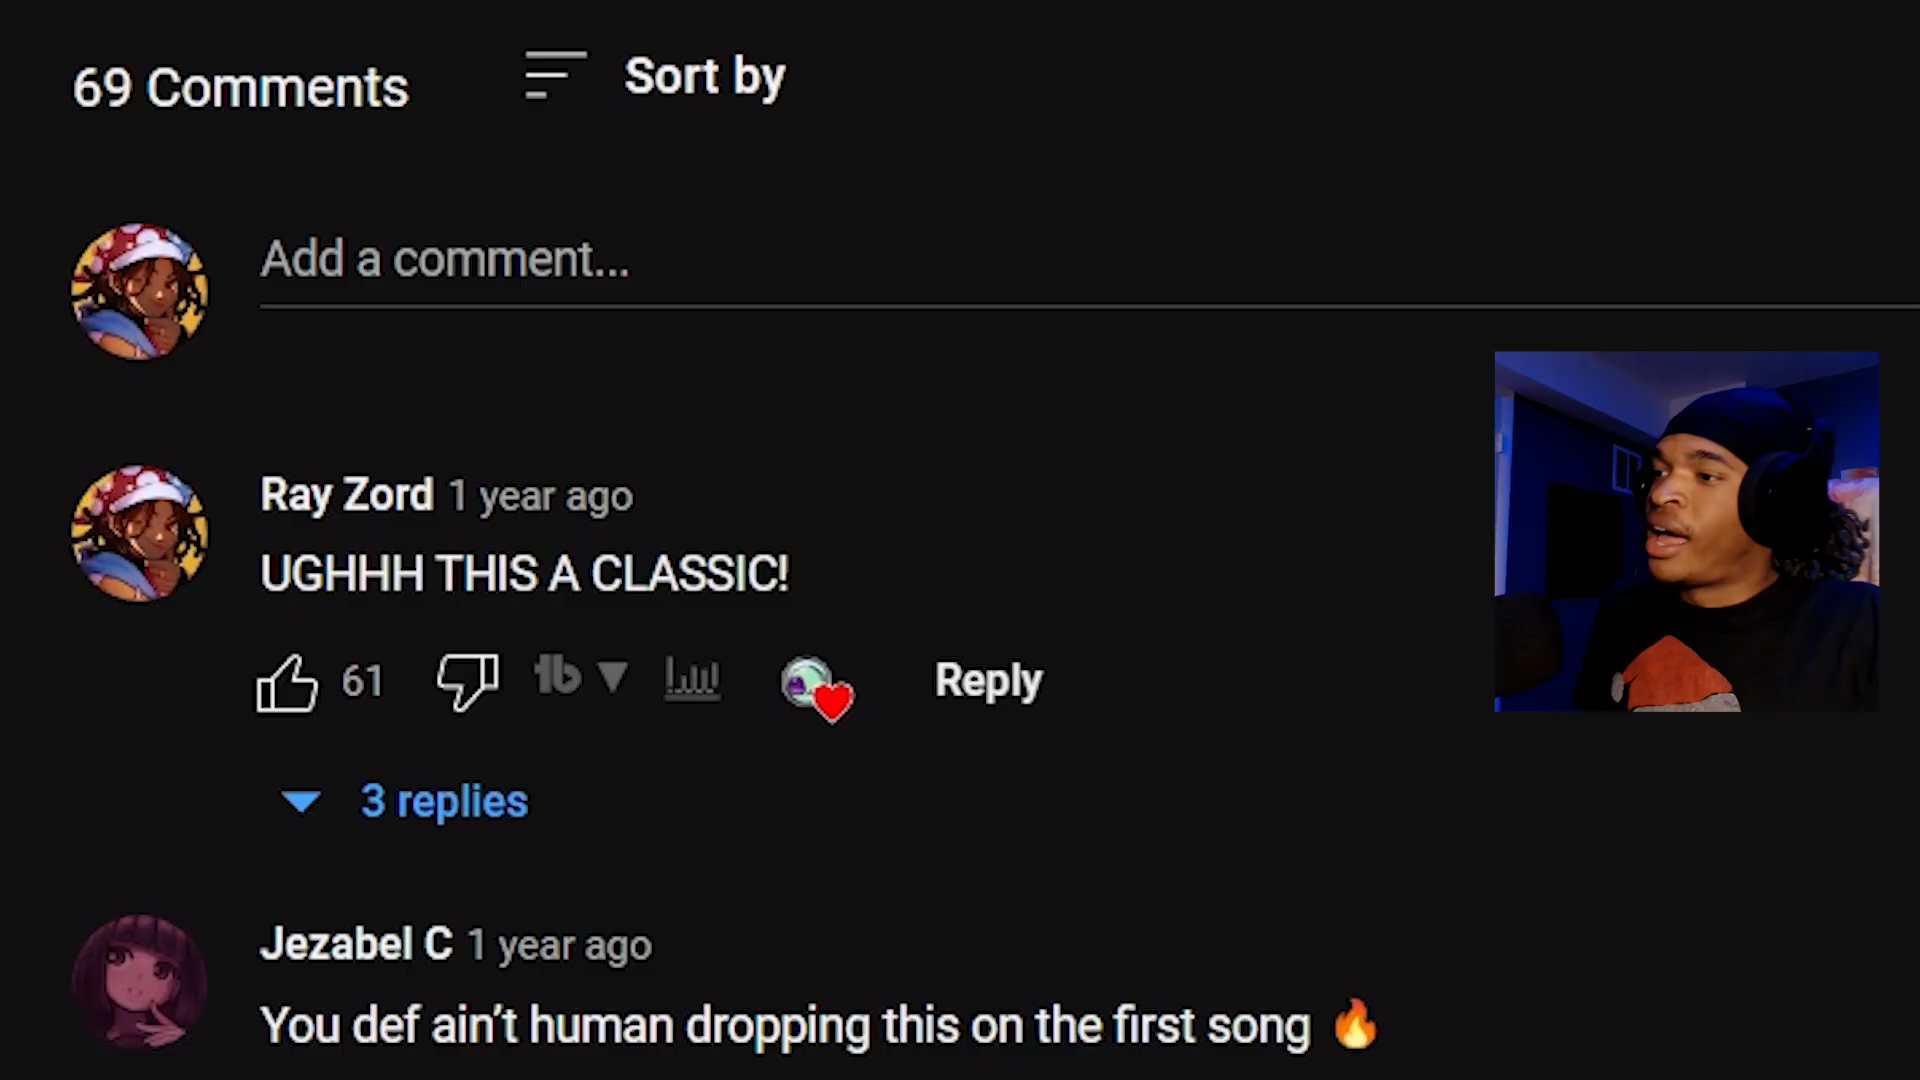 69 Comments
Sort by
Add a comment...
Ray Zord 1 year ago
UGHHH THIS A CLASSIC!
61
tb
Reply
3 replies
Jezabel C 1 year ago
You def ain't human dropping this on the first song 🔥